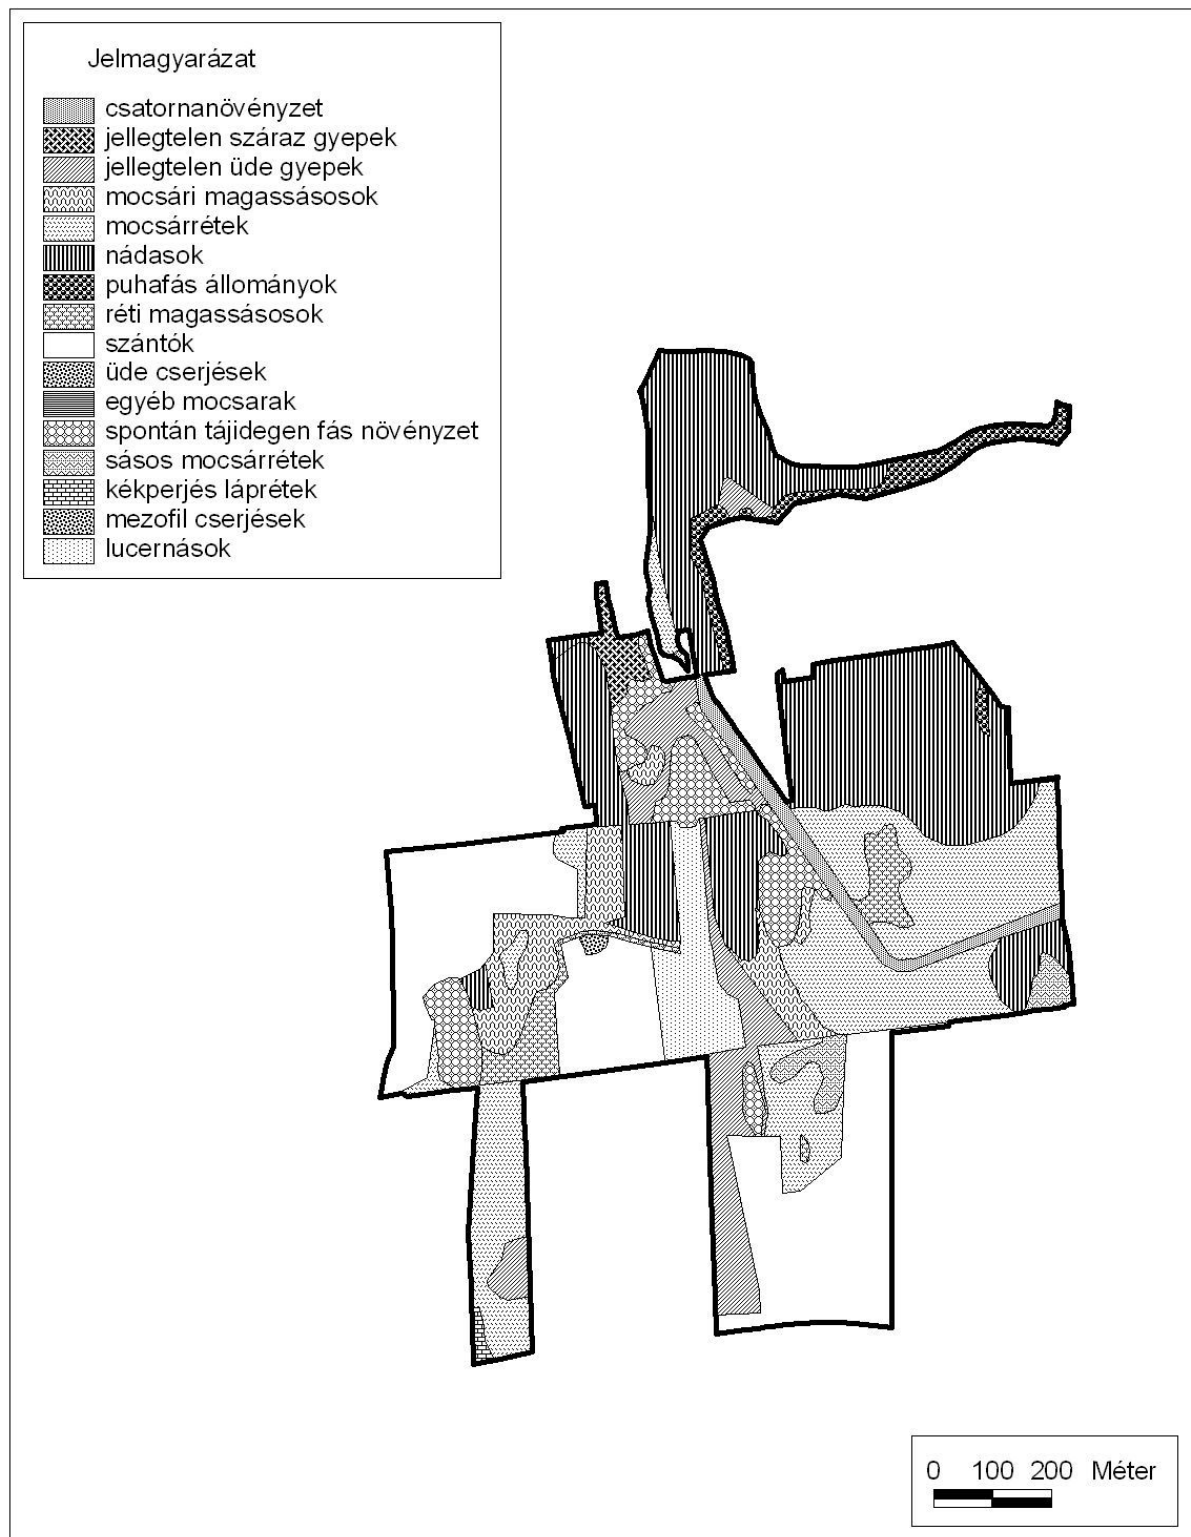 Jelmagyarázat
csatornanövényzet
jellegtelen száraz gyepek
jellegtelen üde gyepek
mocsári magassásosok
mocsárrétek
nádasok
puhafás állományok
réti magassásosok
szántók
üde cserjések
egyéb mocsarak
spontán tájidegen fás növényzet
sásos mocsárrétek
kékperjés láprétek
mezofil cserjések
lucernások
0 100 200 Méter